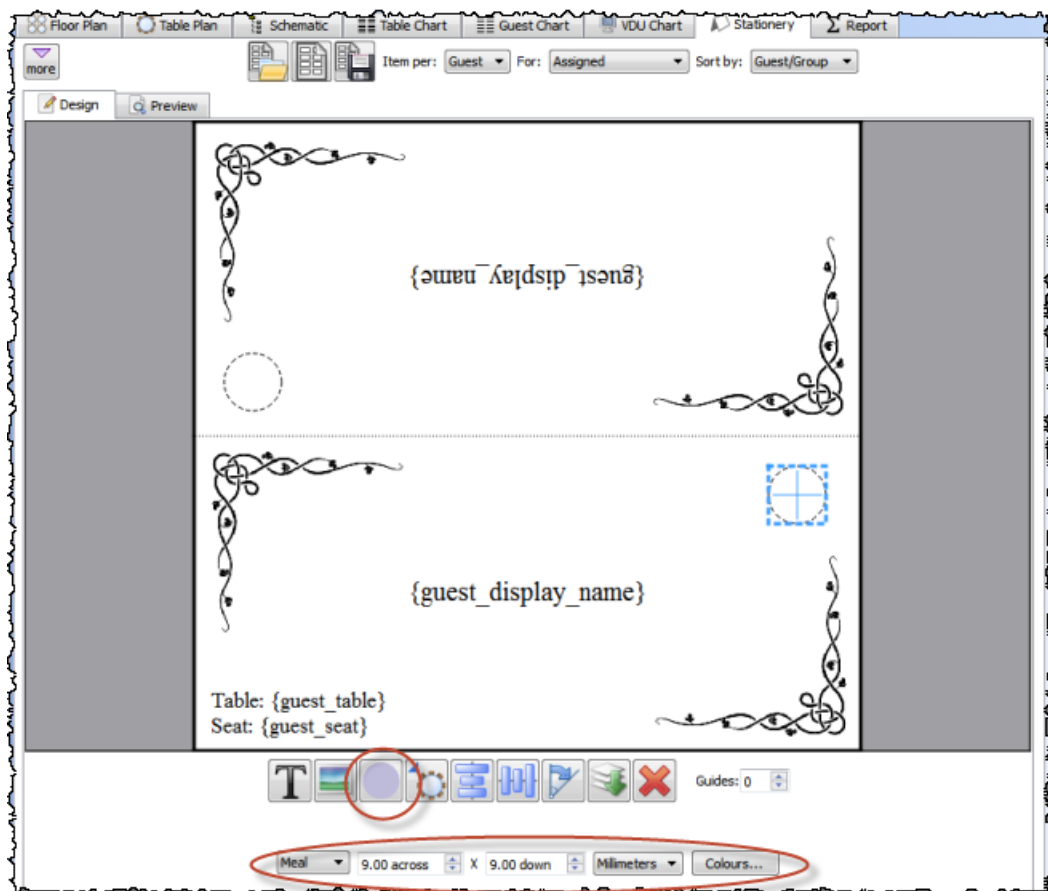 Floor Plan Table Plan Schematic Table Chart Guest Chart VDU Chart Stationery Σ Report
more Item per: Guest For: Assigned Sort by: Guest/Group
Design Preview
{guest_display_name}
{guest_display_name}
Table: {guest_table}
Seat: {guest_seat}
T Guides: 0
Meal 9.00 across X 9.00 down Millimeters Colours...